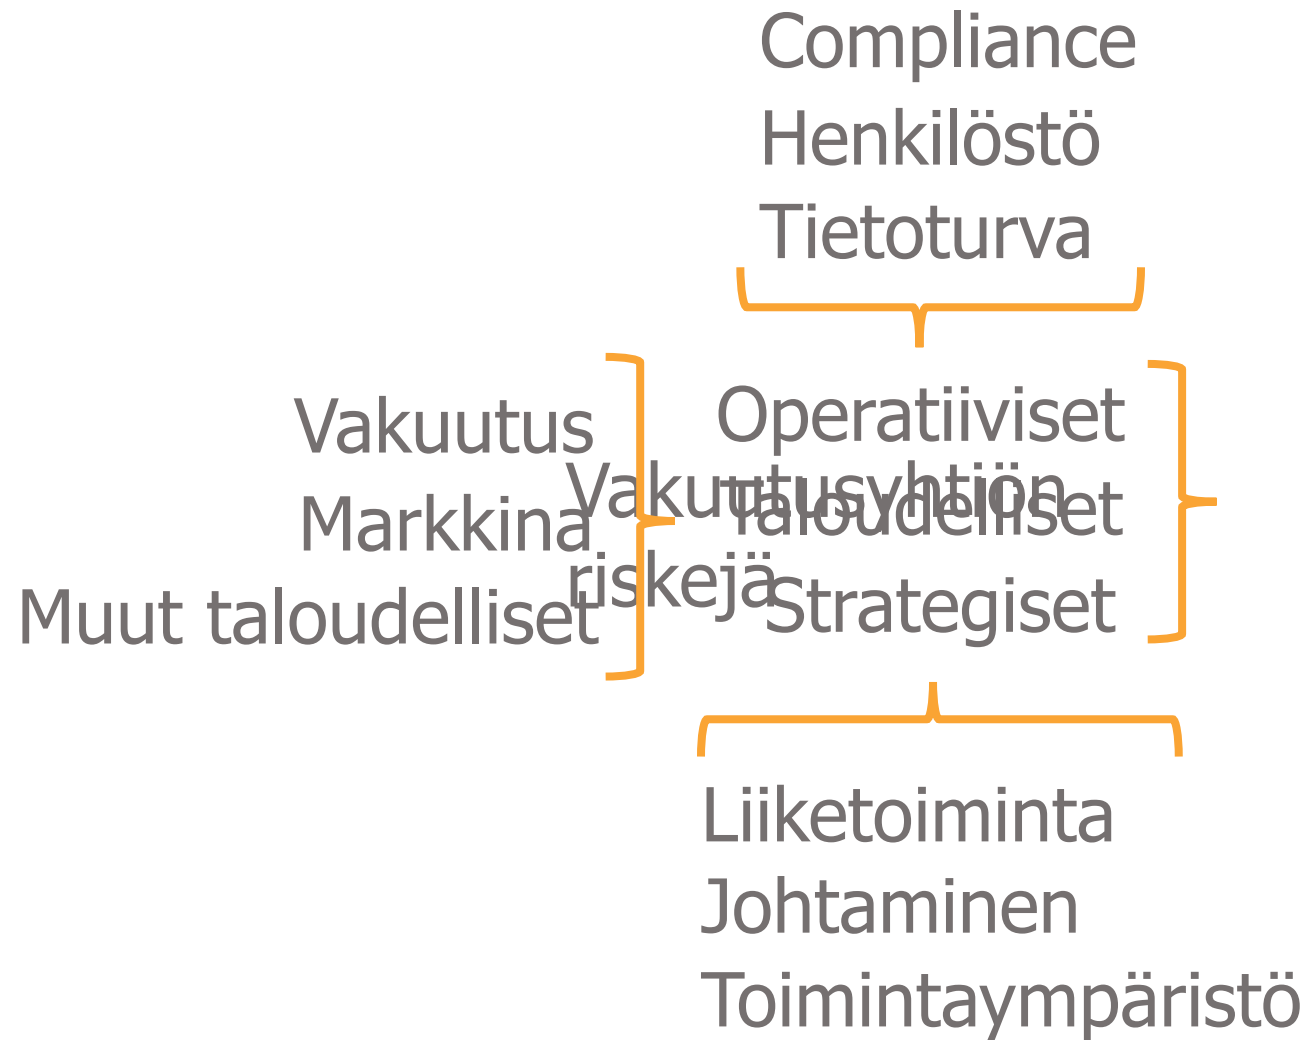 Compliance
Henkilöstö
Tietoturva
Vakuutus
Markkina
Muut taloudelliset
Vakuutusyhtiön
riskejä
Operatiiviset
Taloudelliset
Strategiset
Liiketoiminta
Johtaminen
Toimintaympäristö